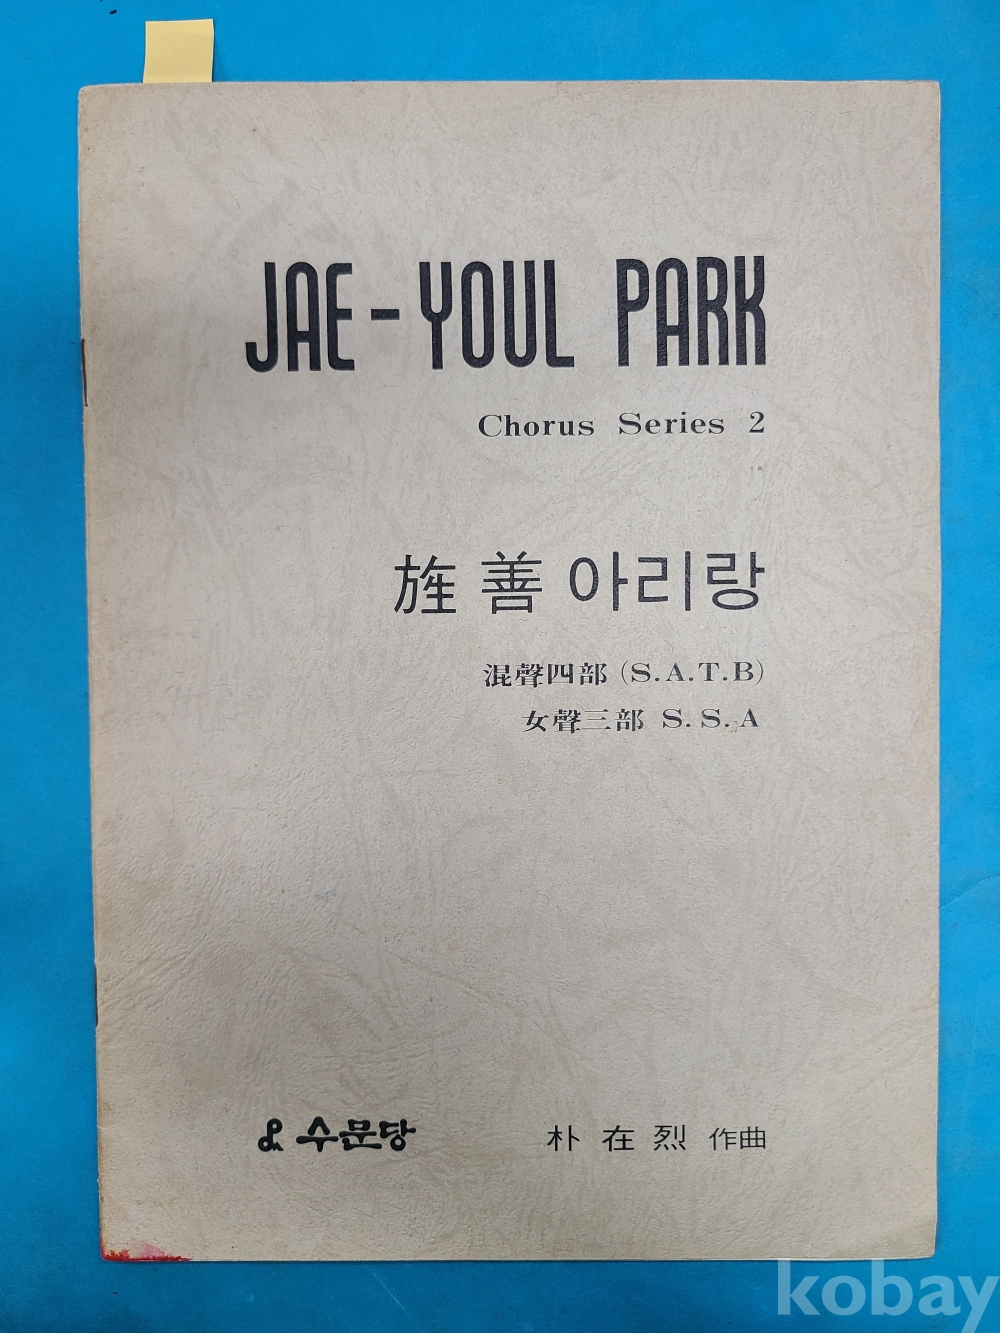 JAE-YOUL PARK
Chorus Series 2
旌善 아리랑
混聲四部 (S.A.T.B)
女聲三部 S.S.A
수문당
朴在烈 作曲
kobay